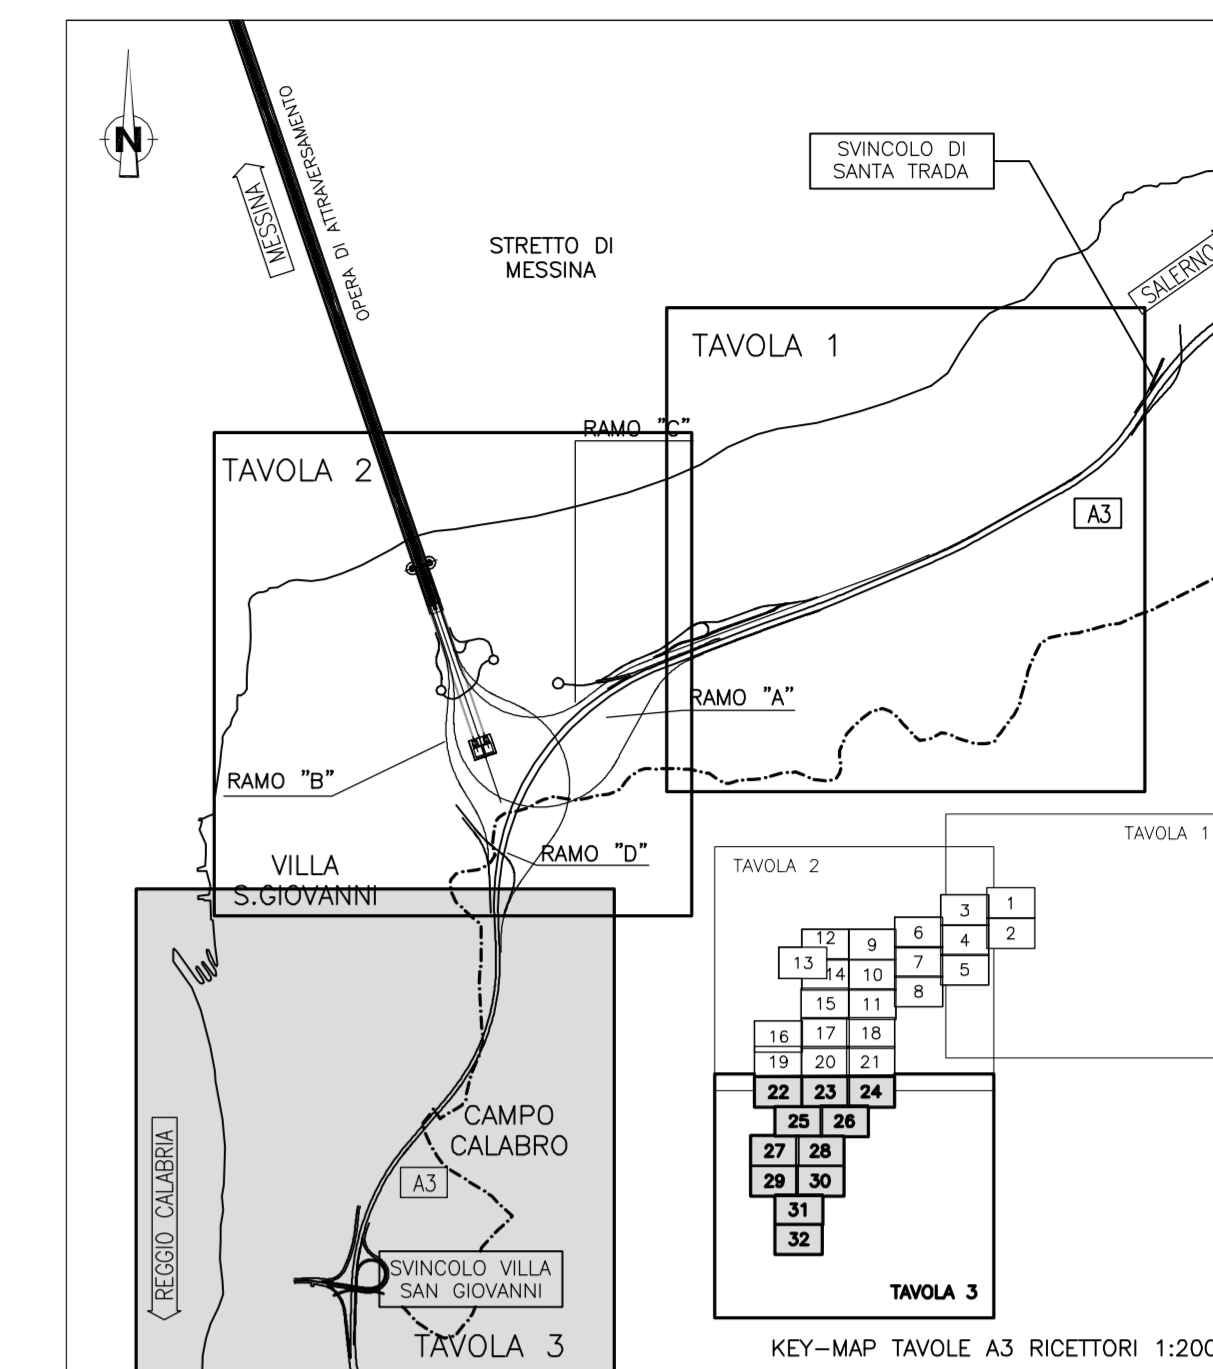 N
OPERA DI ATTRAVERSAMENTO
MESSINA
STRETTO DI
MESSINA
SVINCOLO DI
SANTA TRADA
SALERNO
TAVOLA 1
RAMO "C"
TAVOLA 2
A3
RAMO "A"
RAMO "B"
RAMO "D"
VILLA
S.GIOVANNI
CAMPO
CALABRO
A3
REGGIO CALABRIA
SVINCOLO VILLA
SAN GIOVANNI
TAVOLA 3
TAVOLA 1
TAVOLA 2
1
3
2
6
4
12
9
7
5
13
14
10
8
15
11
16
17
18
19
20
21
22
23
24
25
26
27
28
29
30
31
32
TAVOLA 3
KEY-MAP TAVOLE A3 RICETTORI 1:200